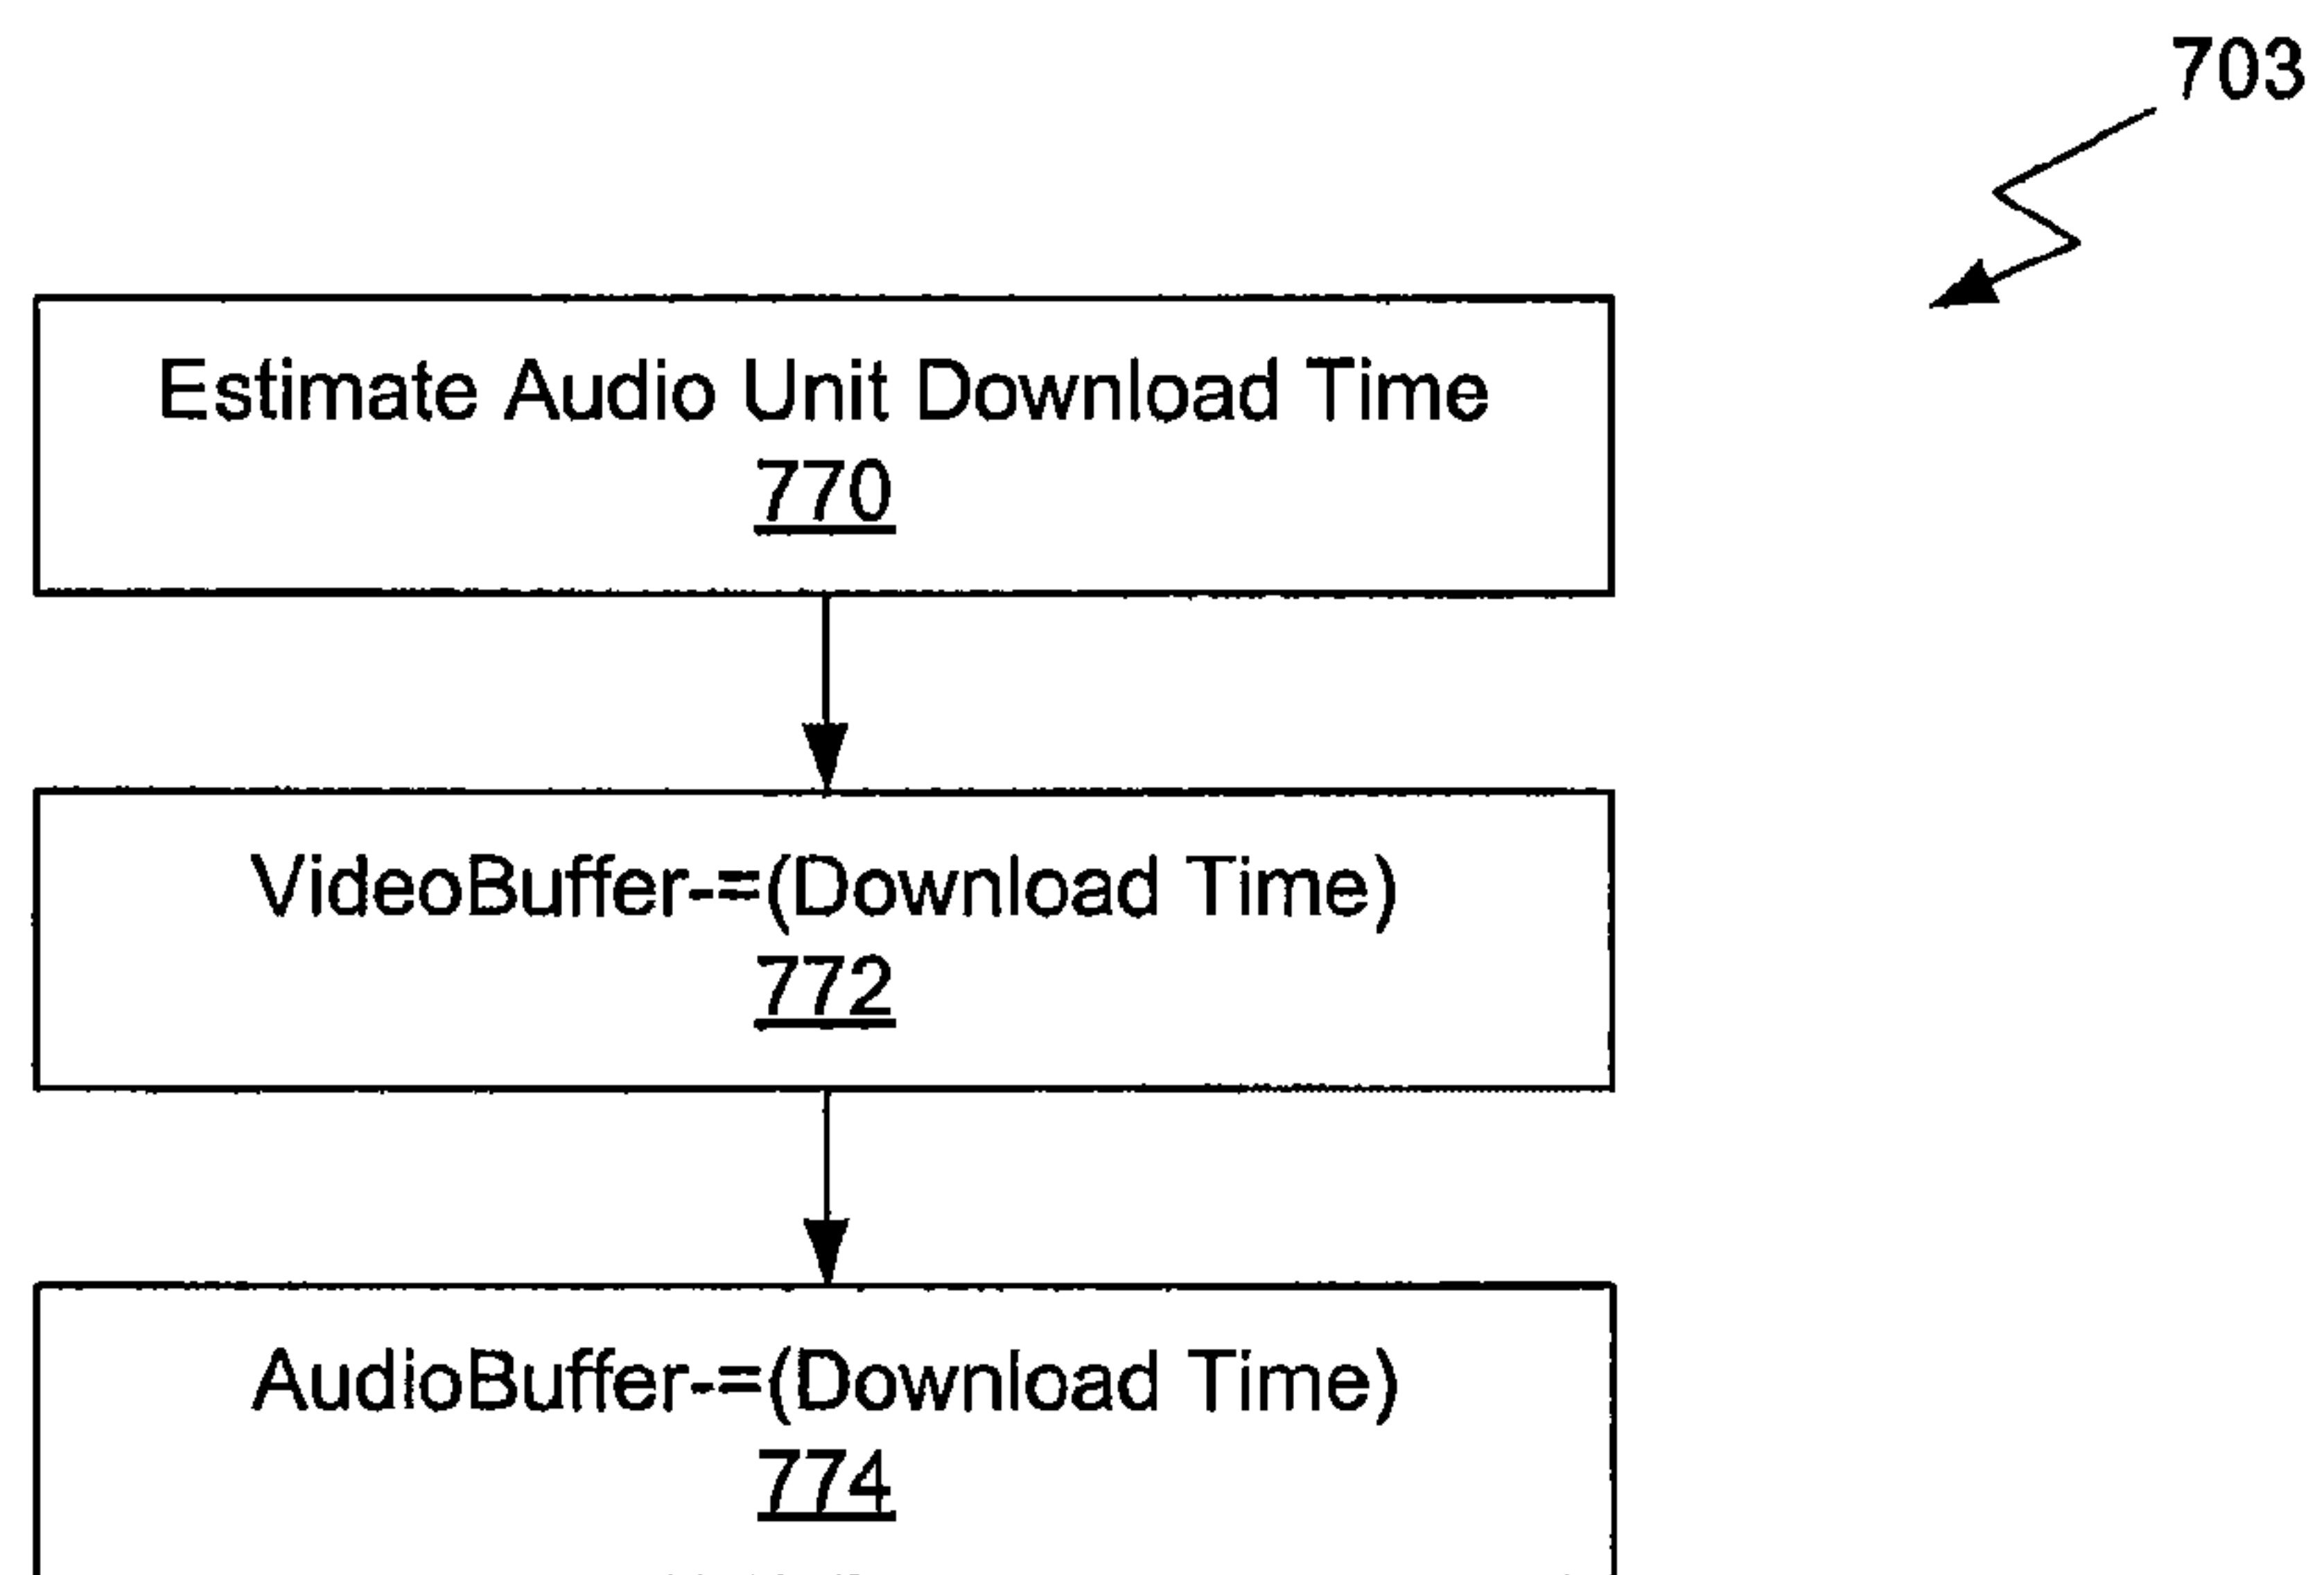 703
Estimate Audio Unit Download Time
770
VideoBuffer-=(Download Time)
772
AudioBuffer-=(Download Time)
774